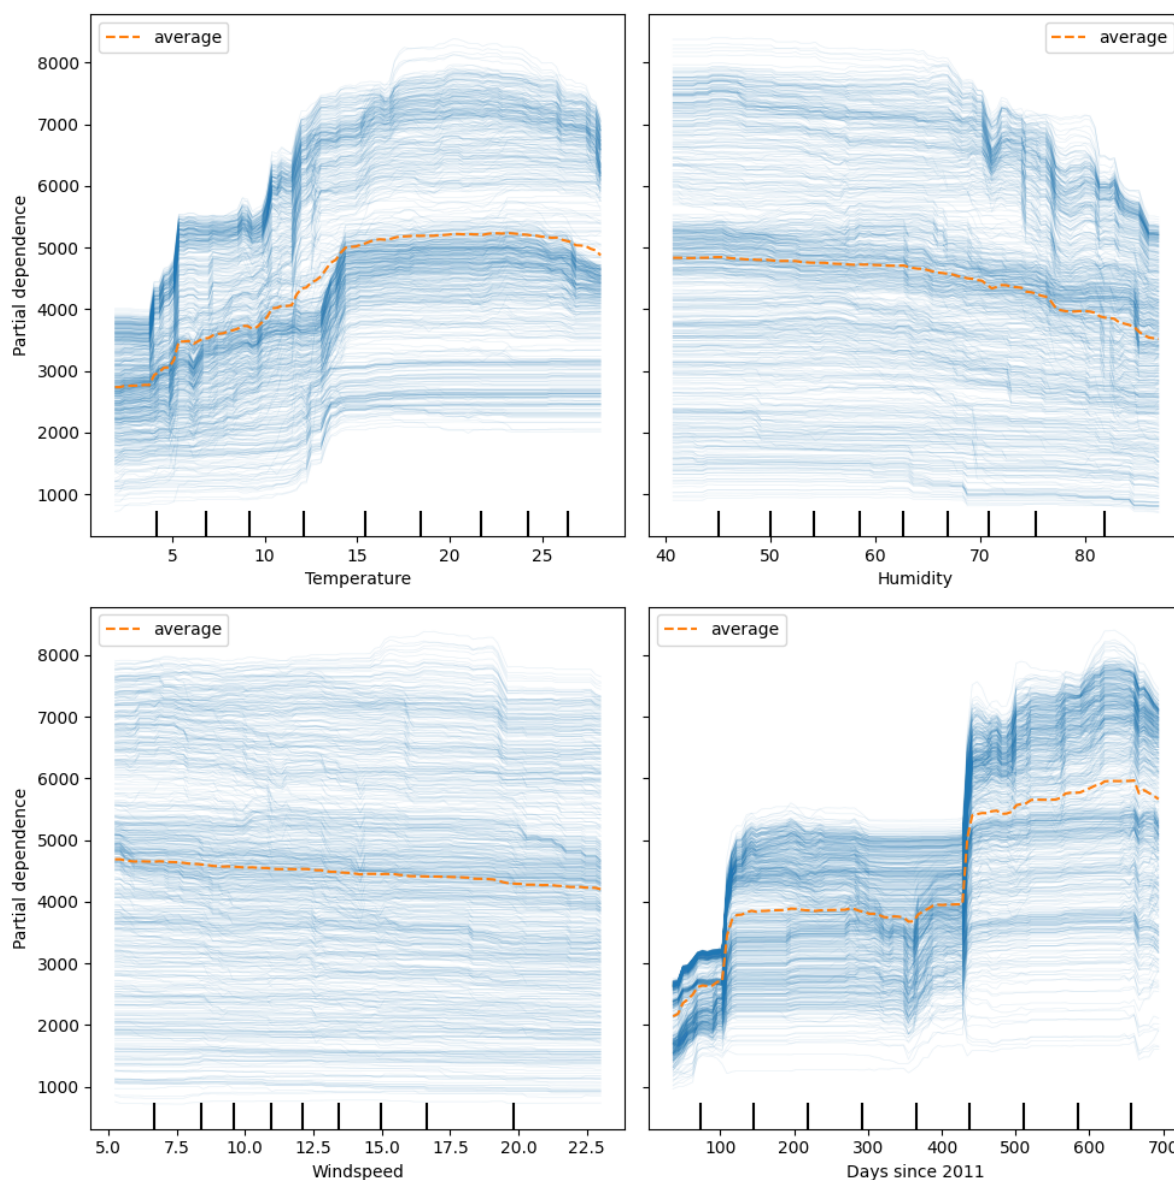 average
average
8000
7000
6000
5000
4000
3000
2000
1000
Partial dependence
5 10 15 20 25
Temperature
40 50 60 70 80
Humidity
average
average
8000
7000
6000
5000
4000
3000
2000
1000
Partial dependence
5.0 7.5 10.0 12.5 15.0 17.5 20.0 22.5
Windspeed
100 200 300 400 500 600 700
Days since 2011